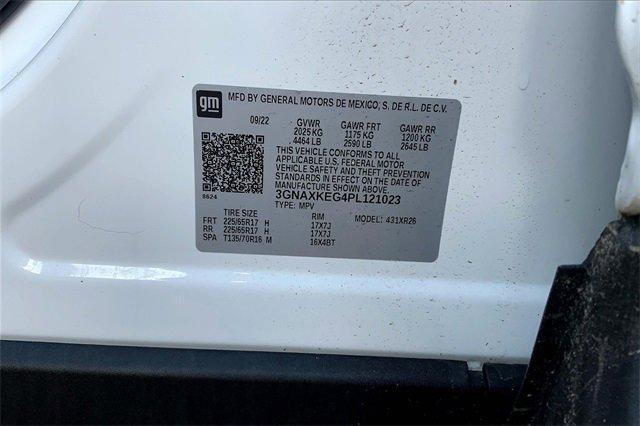 gm MFD BY GENERAL MOTORS DE MEXICO, S. DE R.L. DE C.V.
09/22 GVWR GAWR FRT GAWR RR
2025 KG 1175 KG 1200 KG
4464 LB 2590 LB 2645 LB
THIS VEHICLE CONFORMS TO ALL
APPLICABLE U.S. FEDERAL MOTOR
VEHICLE SAFETY AND THEFT PREVENTION
STANDARDS IN EFFECT ON THE DATE OF
MANUFACTURE SHOWN ABOVE.
8624 3GNAXKEG4PL121023
TYPE: MPV MODEL: 431XR26
TIRE SIZE RIM
FRT 225/65R17 H 17X7J
RR 225/65R17 H 17X7J
SPA T135/70R16 M 16X4BT